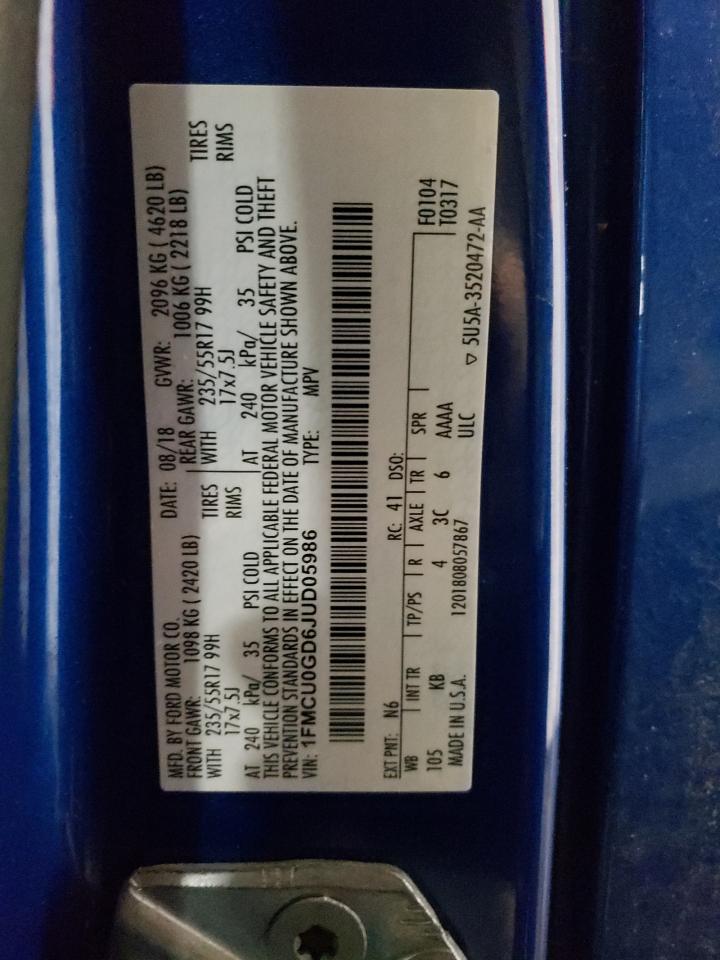 MFD. BY FORD MOTOR CO.
DATE: 08/18 GVWR: 2096 KG ( 4620 LB)
FRONT GAWR: 1098 KG ( 2420 LB) REAR GAWR: 1006 KG ( 2218 LB)
WITH 235/55R17 99H TIRES WITH 235/55R17 99H TIRES
17x7.5J RIMS 17x7.5J RIMS
AT 240 kPa/ 35 PSI COLD AT 240 kPa/ 35 PSI COLD
THIS VEHICLE CONFORMS TO ALL APPLICABLE FEDERAL MOTOR VEHICLE SAFETY AND THEFT
PREVENTION STANDARDS IN EFFECT ON THE DATE OF MANUFACTURE SHOWN ABOVE.
VIN: 1FMCU0GD6JUD05986 TYPE: MPV
EXT PNT: N6 RC: 41 DSO:
WB INT TR TP/PS R AXLE TR SPR F0104
105 KB 4 3C 6 AAAA T0317
MADE IN U.S.A. 1201808057867 ULC
▽ 5U5A-3520472-AA